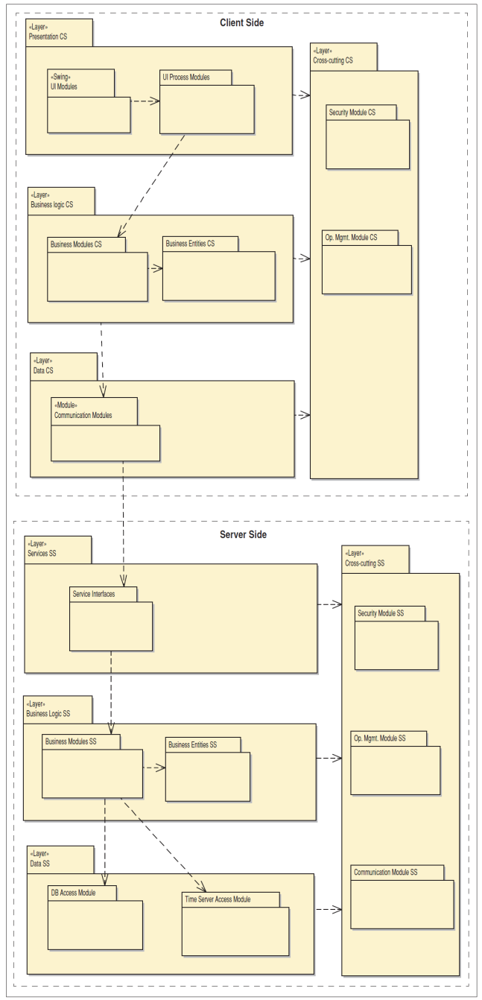 Client Side
«Layer»
Presentation CS
«Swing»
UI Modules
UI Process Modules
«Layer»
Cross-cutting CS
Security Module CS
Op. Mgmt. Module CS
«Layer»
Business logic CS
Business Modules CS
Business Entities CS
«Layer»
Data CS
«Module»
Communication Modules
Server Side
«Layer»
Services SS
Service Interfaces
«Layer»
Cross-cutting SS
Security Module SS
Op. Mgmt. Module SS
Communication Module SS
«Layer»
Business Logic SS
Business Modules SS
Business Entities SS
«Layer»
Data SS
DB Access Module
Time Server Access Module